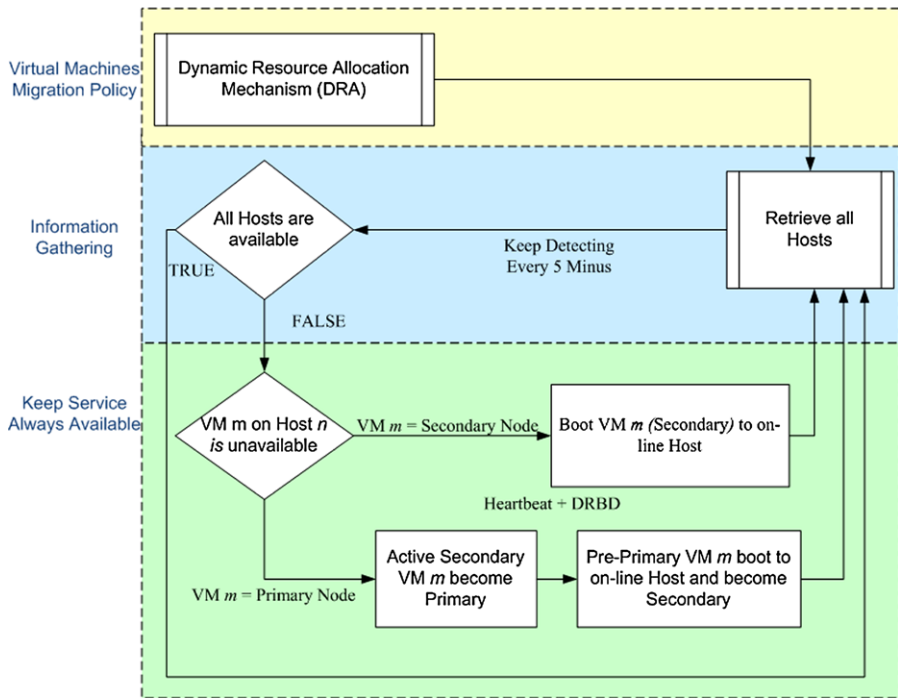 Virtual Machines
Migration Policy
Dynamic Resource Allocation
Mechanism (DRA)
Information
Gathering
All Hosts are
available
Retrieve all
Hosts
Keep Detecting
Every 5 Minus
TRUE
FALSE
Keep Service
Always Available
VM m on Host n
is unavailable
VM m = Secondary Node
Boot VM m (Secondary) to on-
line Host
Heartbeat + DRBD
VM m = Primary Node
Active Secondary
VM m become
Primary
Pre-Primary VM m boot to
on-line Host and become
Secondary